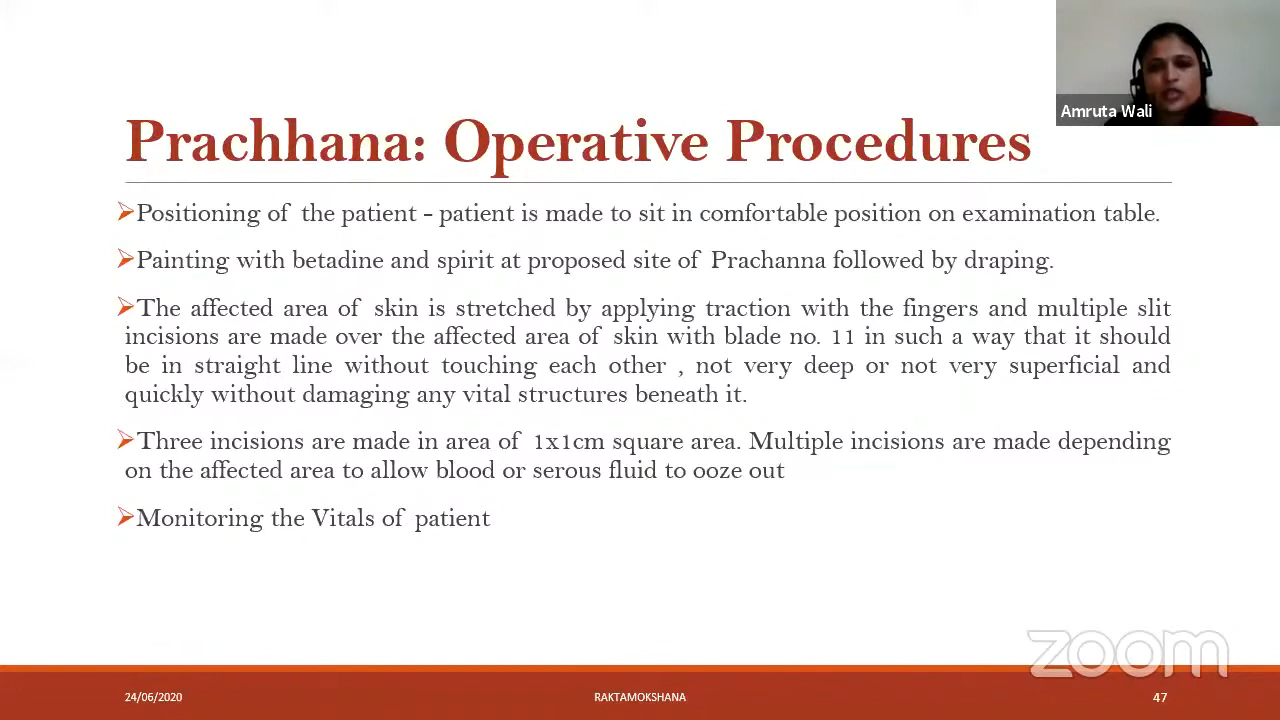 Amruta Wali
Prachhana: Operative Procedures
Positioning of the patient - patient is made to sit in comfortable position on examination table.
Painting with betadine and spirit at proposed site of Prachanna followed by draping.
The affected area of skin is stretched by applying traction with the fingers and multiple slit
incisions are made over the affected area of skin with blade no. 11 in such a way that it should
be in straight line without touching each other , not very deep or not very superficial and
quickly without damaging any vital structures beneath it.
Three incisions are made in area of 1x1cm square area. Multiple incisions are made depending
on the affected area to allow blood or serous fluid to ooze out
Monitoring the Vitals of patient
zoom
24/06/2020
RAKTAMOKSHANA
47